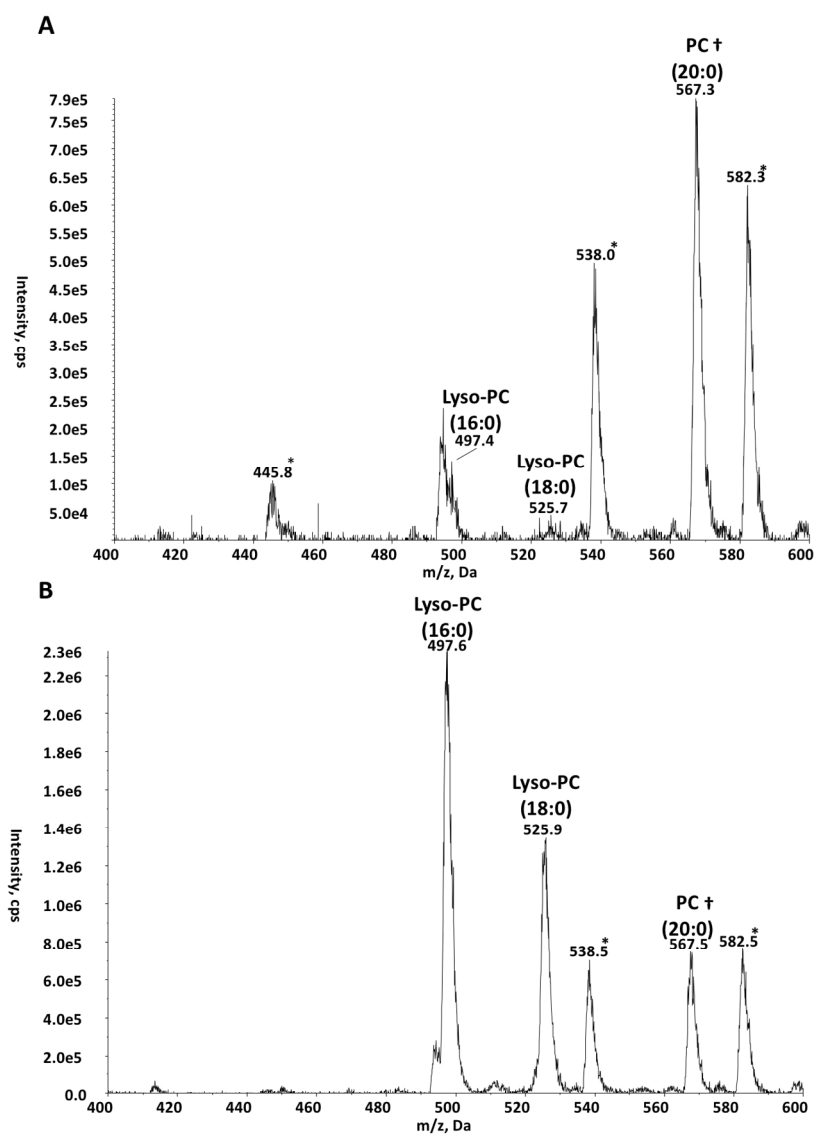 A
PC †
(20:0)
567.3
7.9e5
7.5e5
7.0e5
582.3*
6.5e5
6.0e5
5.5e5
538.0*
5.0e5
4.5e5
4.0e5
3.5e5
3.0e5
2.5e5
2.0e5
1.5e5
1.0e5
5.0e4
Intensity, cps
Lyso-PC
(16:0)
497.4
445.8*
Lyso-PC
(18:0)
525.7
400 420 440 460 480 500 520 540 560 580 600
m/z, Da
B
Lyso-PC
(16:0)
497.6
2.3e6
2.2e6
2.0e6
1.8e6
1.6e6
1.4e6
1.2e6
1.0e6
8.0e5
6.0e5
4.0e5
2.0e5
0.0
Intensity, cps
Lyso-PC
(18:0)
525.9
538.5*
PC †
(20:0)
567.5
582.5*
400 420 440 460 480 500 520 540 560 580 600
m/z, Da